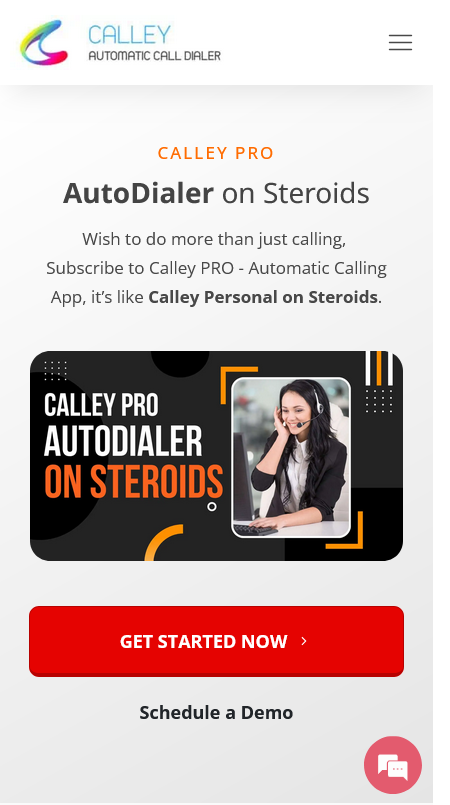 CALLEY
AUTOMATIC CALL DIALER
CALLEY PRO
AutoDialer on Steroids
Wish to do more than just calling,
Subscribe to Calley PRO - Automatic Calling
App, it’s like Calley Personal on Steroids.
CALLEY PRO
AUTODIALER
ON STEROIDS
GET STARTED NOW
Schedule a Demo